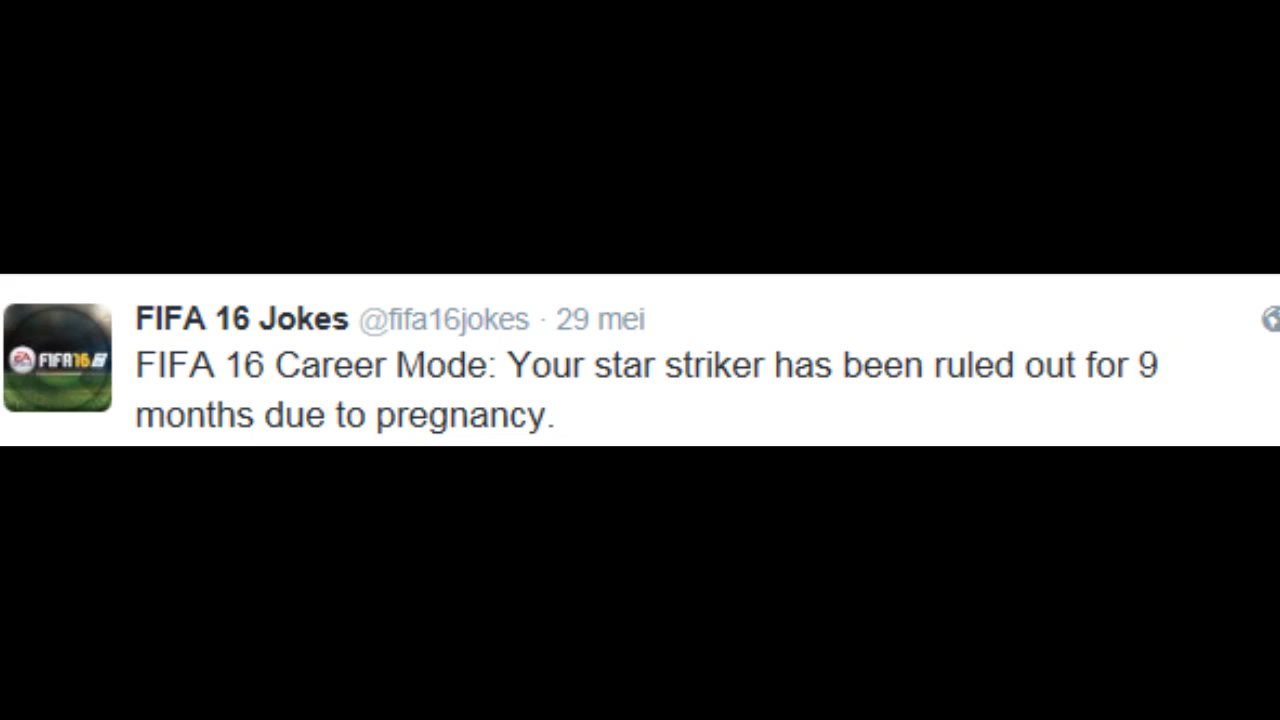 FIFA 16 Jokes @fifa16jokes · 29 mei
EA FIFA16
FIFA 16 Career Mode: Your star striker has been ruled out for 9
months due to pregnancy.